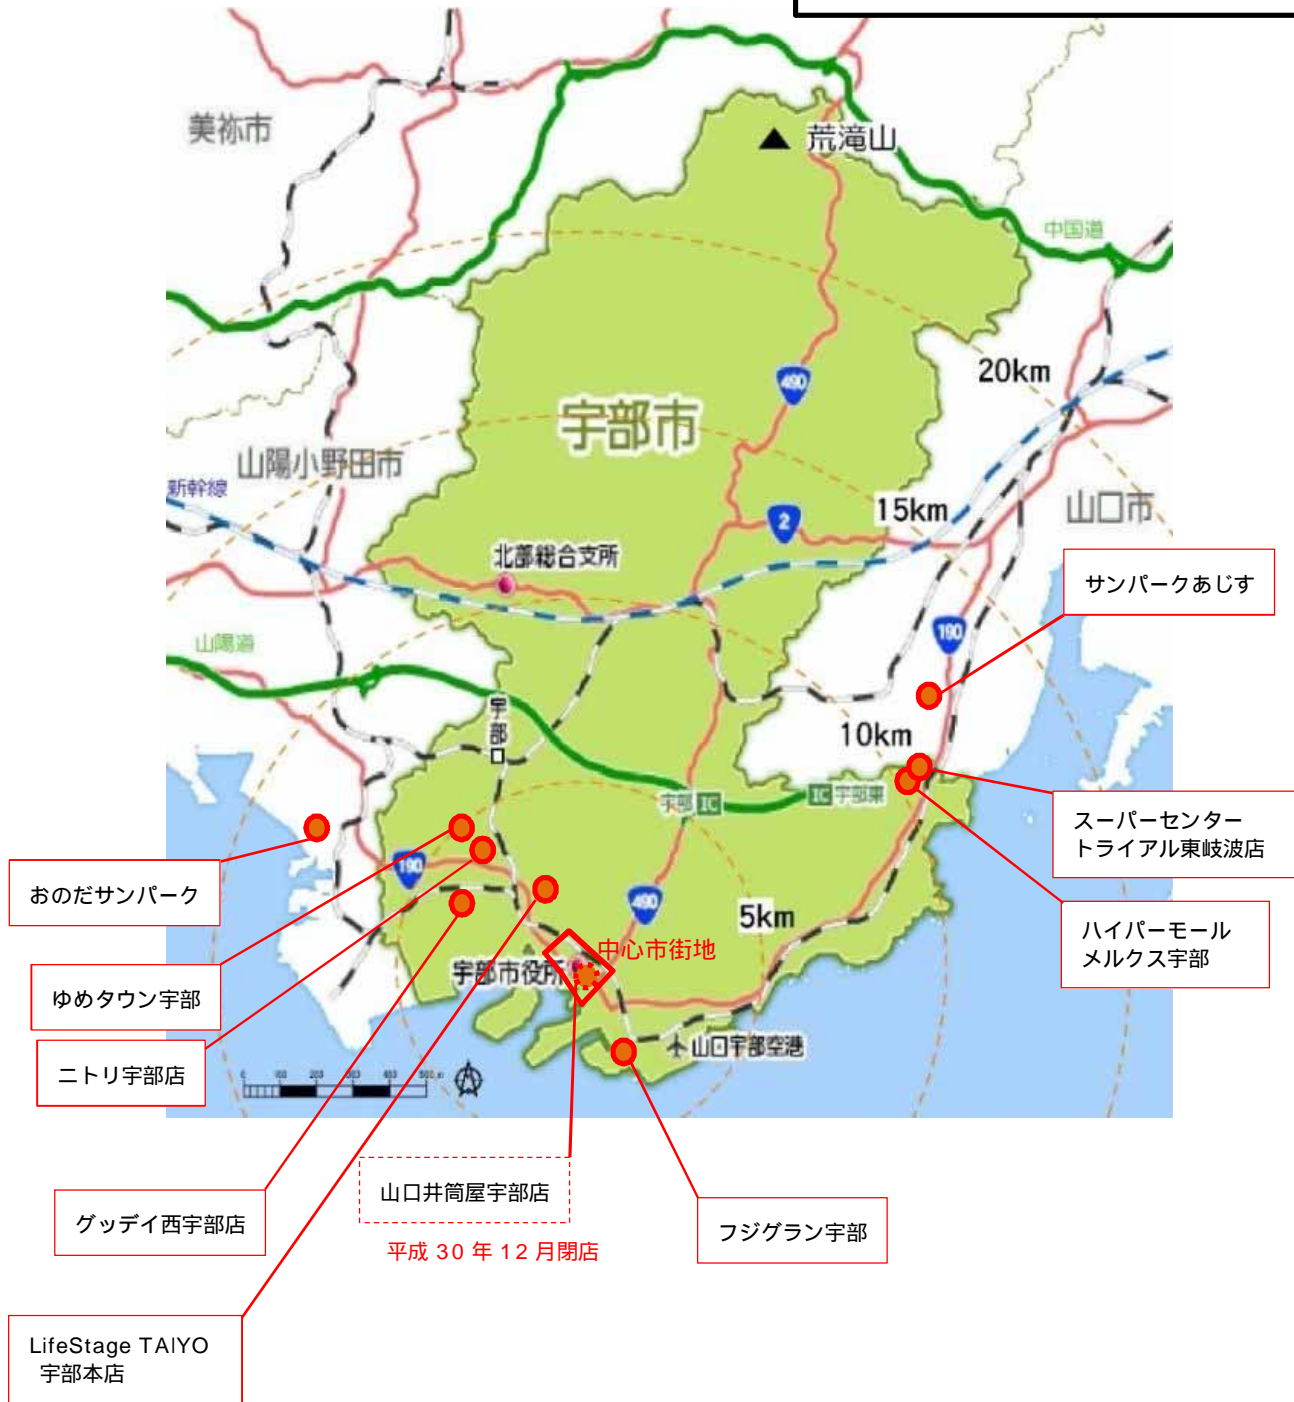 美祢市
荒滝山
中国道
20km
490
宇部市
山陽小野田市
新幹線
15km
山口市
2
北部総合支所
サンパークあじす
190
山陽道
宇部口
10km
宇部 IC
IC 宇部東
スーパーセンター
トライアル東岐波店
おのだサンパーク
190
490
5km
ハイパーモール
メルクス宇部
中心市街地
宇部市役所
ゆめタウン宇部
山口宇部空港
ニトリ宇部店
山口井筒屋宇部店
グッデイ西宇部店
フジグラン宇部
平成 30 年 12 月閉店
LifeStage TAIYO
宇部本店